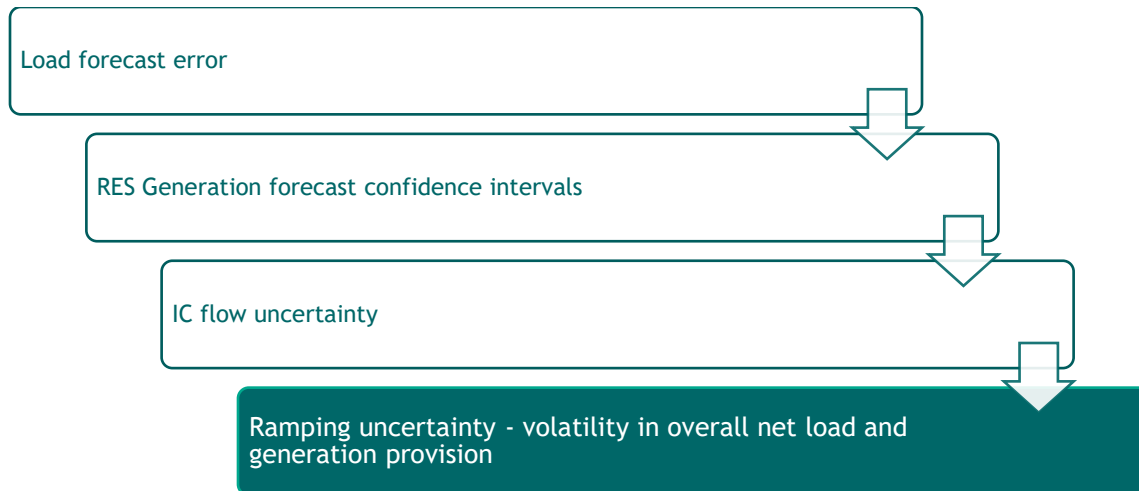 Load forecast error
RES Generation forecast confidence intervals
IC flow uncertainty
Ramping uncertainty - volatility in overall net load and
generation provision